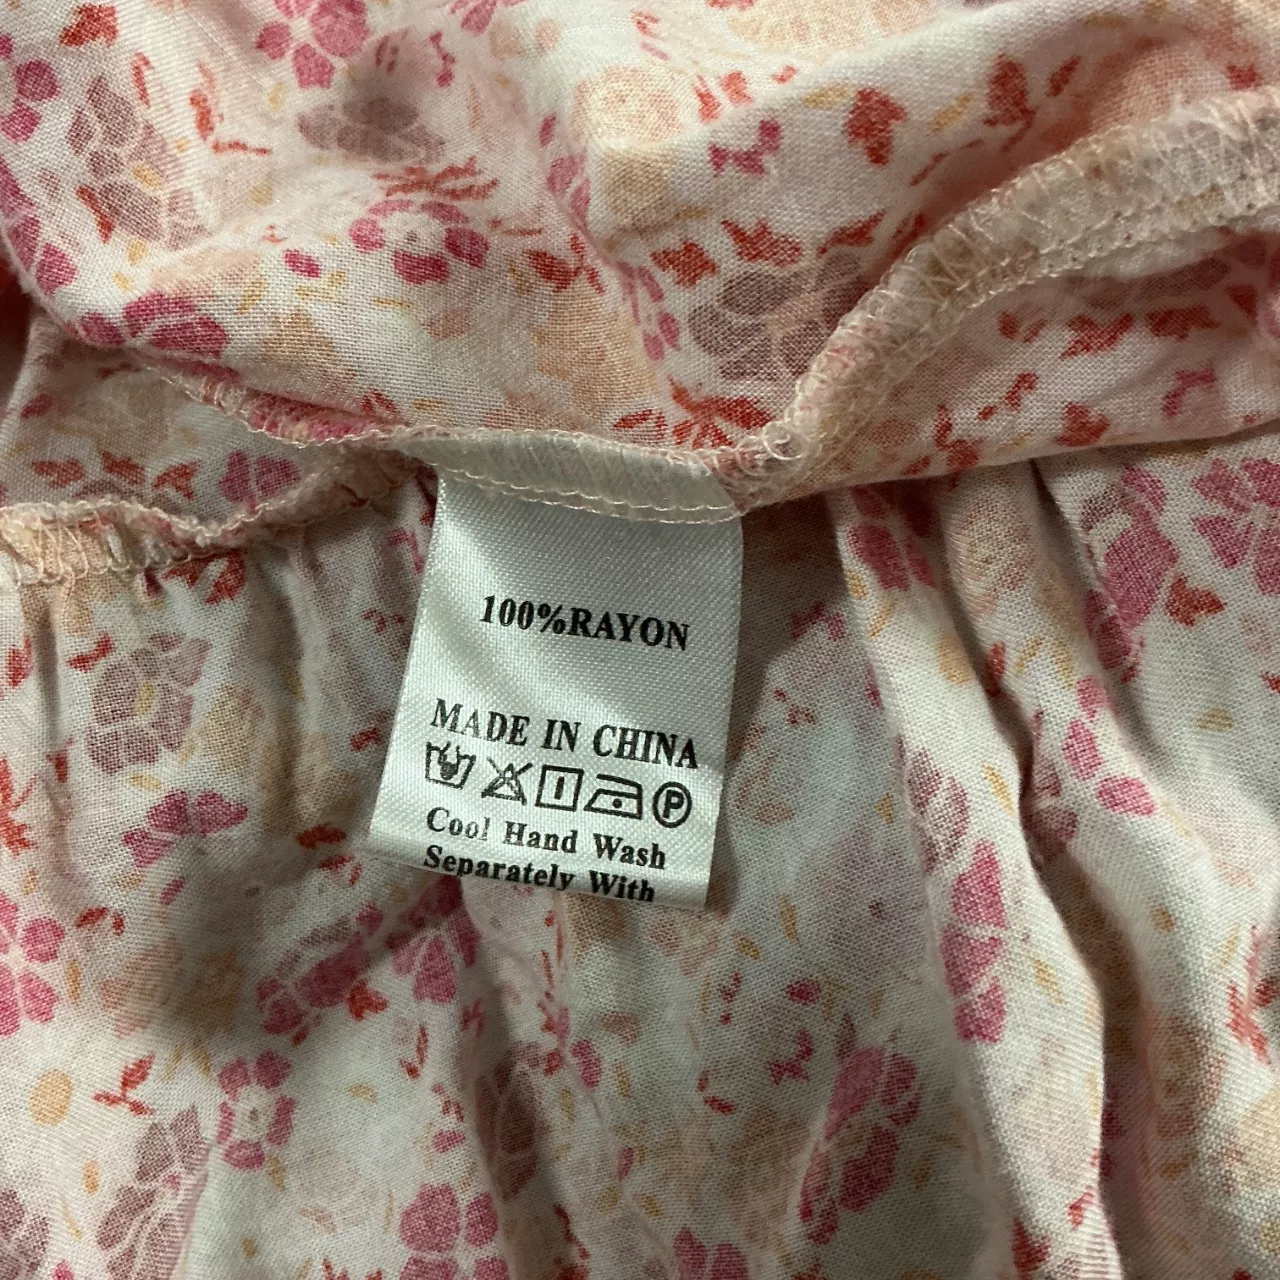 100%RAYON
MADE IN CHINA
P
Cool Hand Wash
Separately With